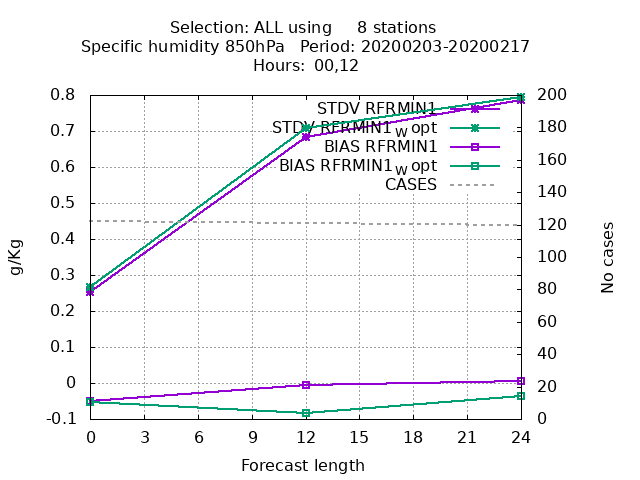 Selection: ALL using     8 stations
Specific humidity 850hPa   Period: 20200203-20200217
Hours:  00,12
0.8
0.7
0.6
0.5
0.4
0.3
0.2
0.1
0
-0.1
g/Kg
STDV RFRMIN1
STDV RFRMIN1w opt
BIAS RFRMIN1
BIAS RFRMIN1w opt
CASES
200
180
160
140
120
100
80
60
40
20
0
No cases
0 3 6 9 12 15 18 21 24
Forecast length